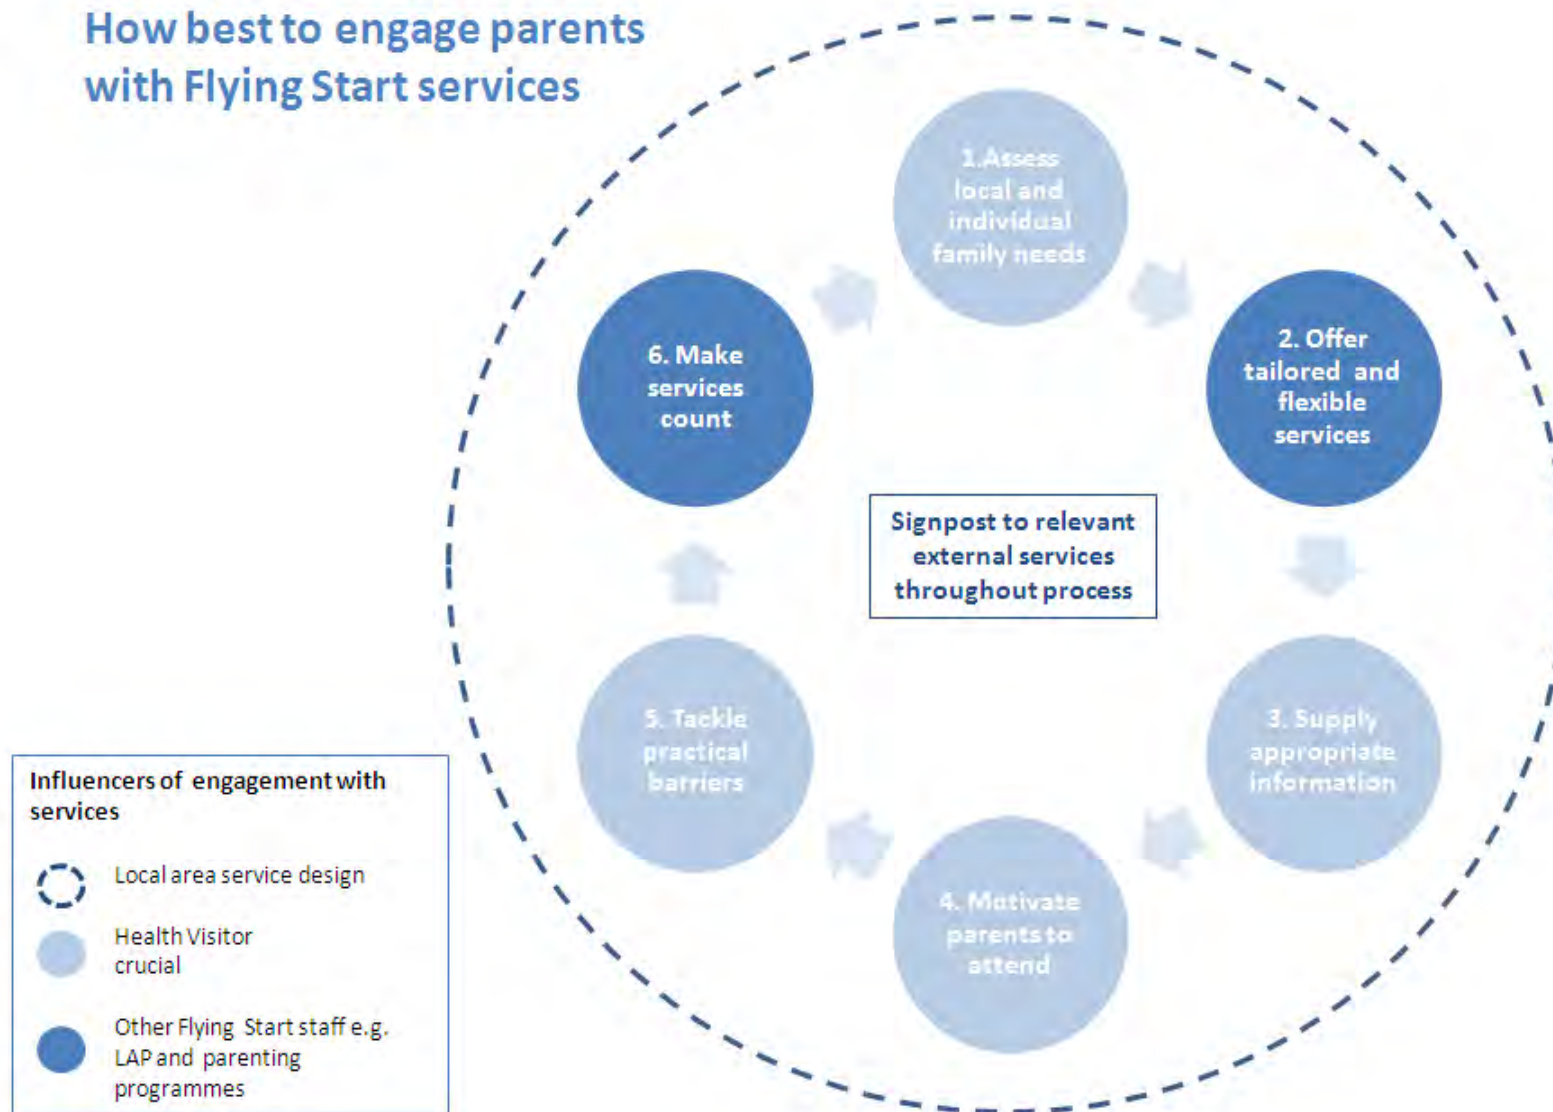 How best to engage parents
with Flying Start services
1.Assess
local and
individual
family needs
2. Offer
tailored and
flexible
services
3. Supply
appropriate
information
4. Motivate
parents to
attend
5. Tackle
practical
barriers
6. Make
services
count
Signpost to relevant
external services
throughout process
Influencers of engagement with
services
Local area service design
Health Visitor
crucial
Other Flying Start staff e.g.
LAP and parenting
programmes